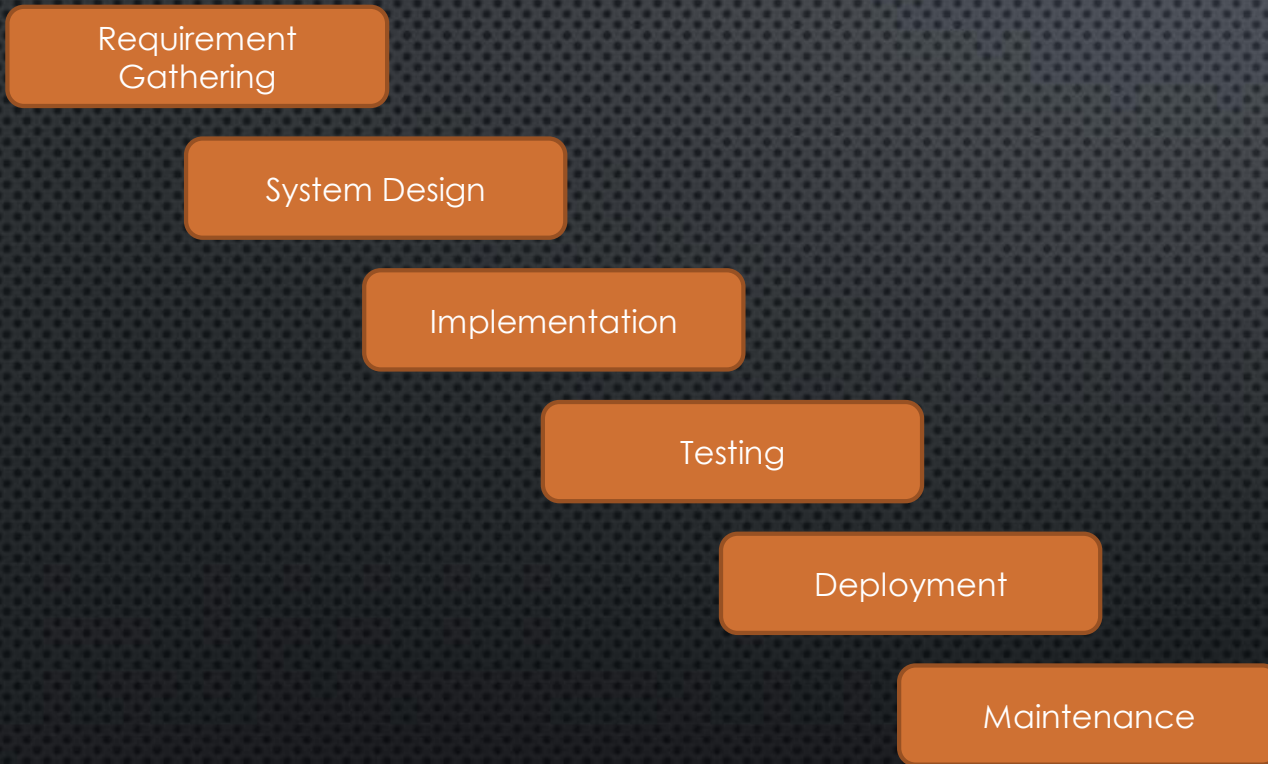 Requirement
Gathering
System Design
Implementation
Testing
Deployment
Maintenance